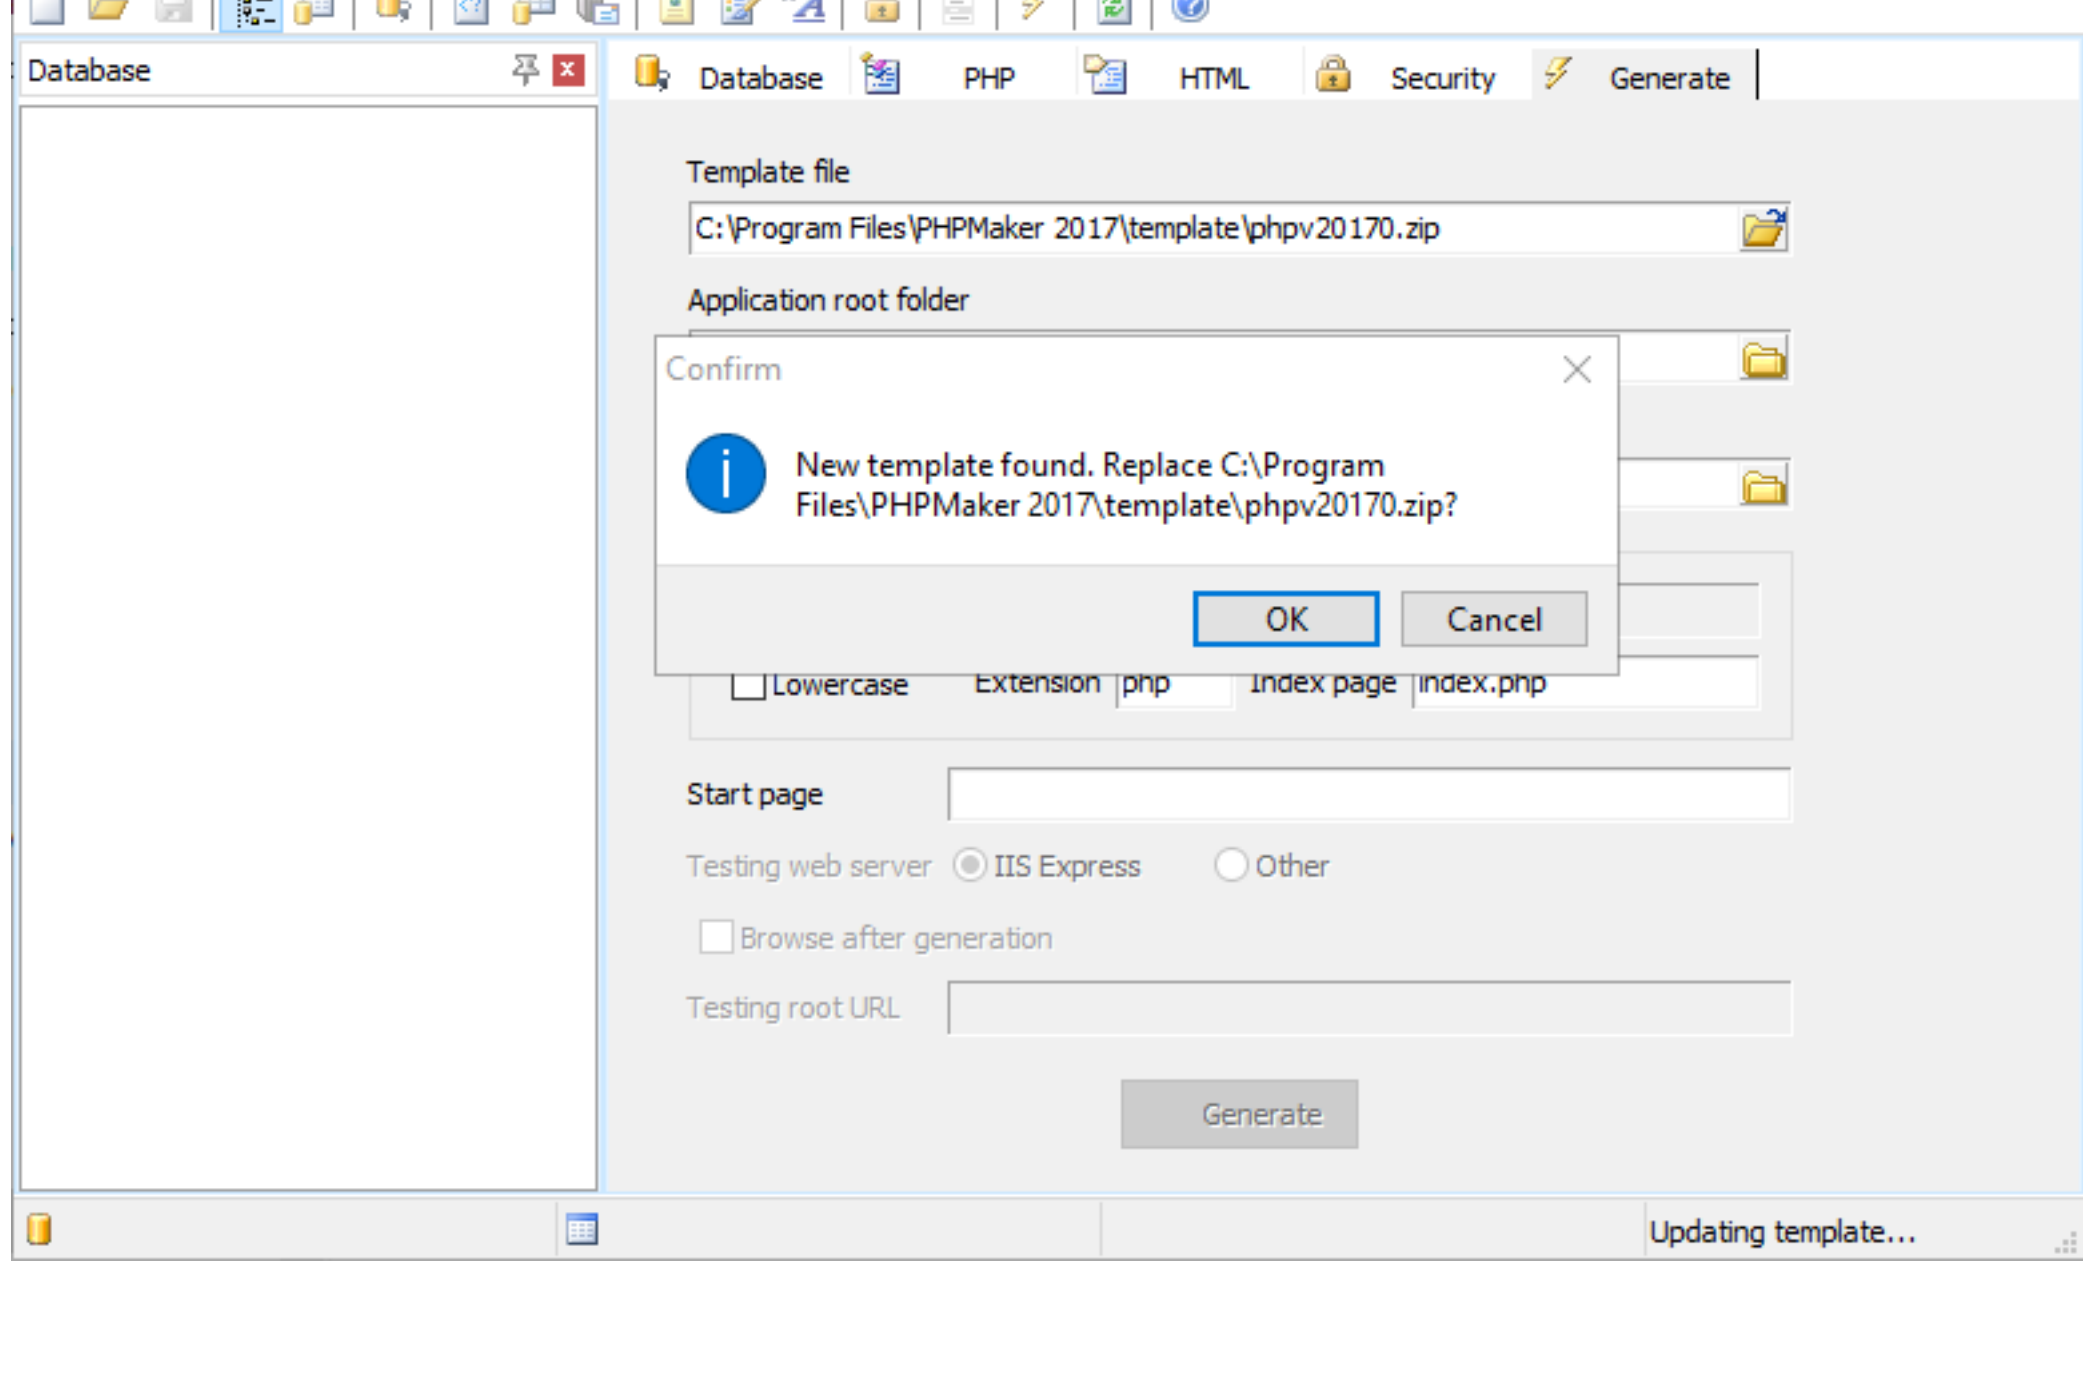 Database
Database PHP HTML Security Generate
Template file
C:\Program Files\PHPMaker 2017\template\phpv20170.zip
Application root folder
Confirm
New template found. Replace C:\Program
Files\PHPMaker 2017\template\phpv20170.zip?
OK Cancel
Lowercase Extension php Index page index.php
Start page
Testing web server IIS Express Other
Browse after generation
Testing root URL
Generate
Updating template...